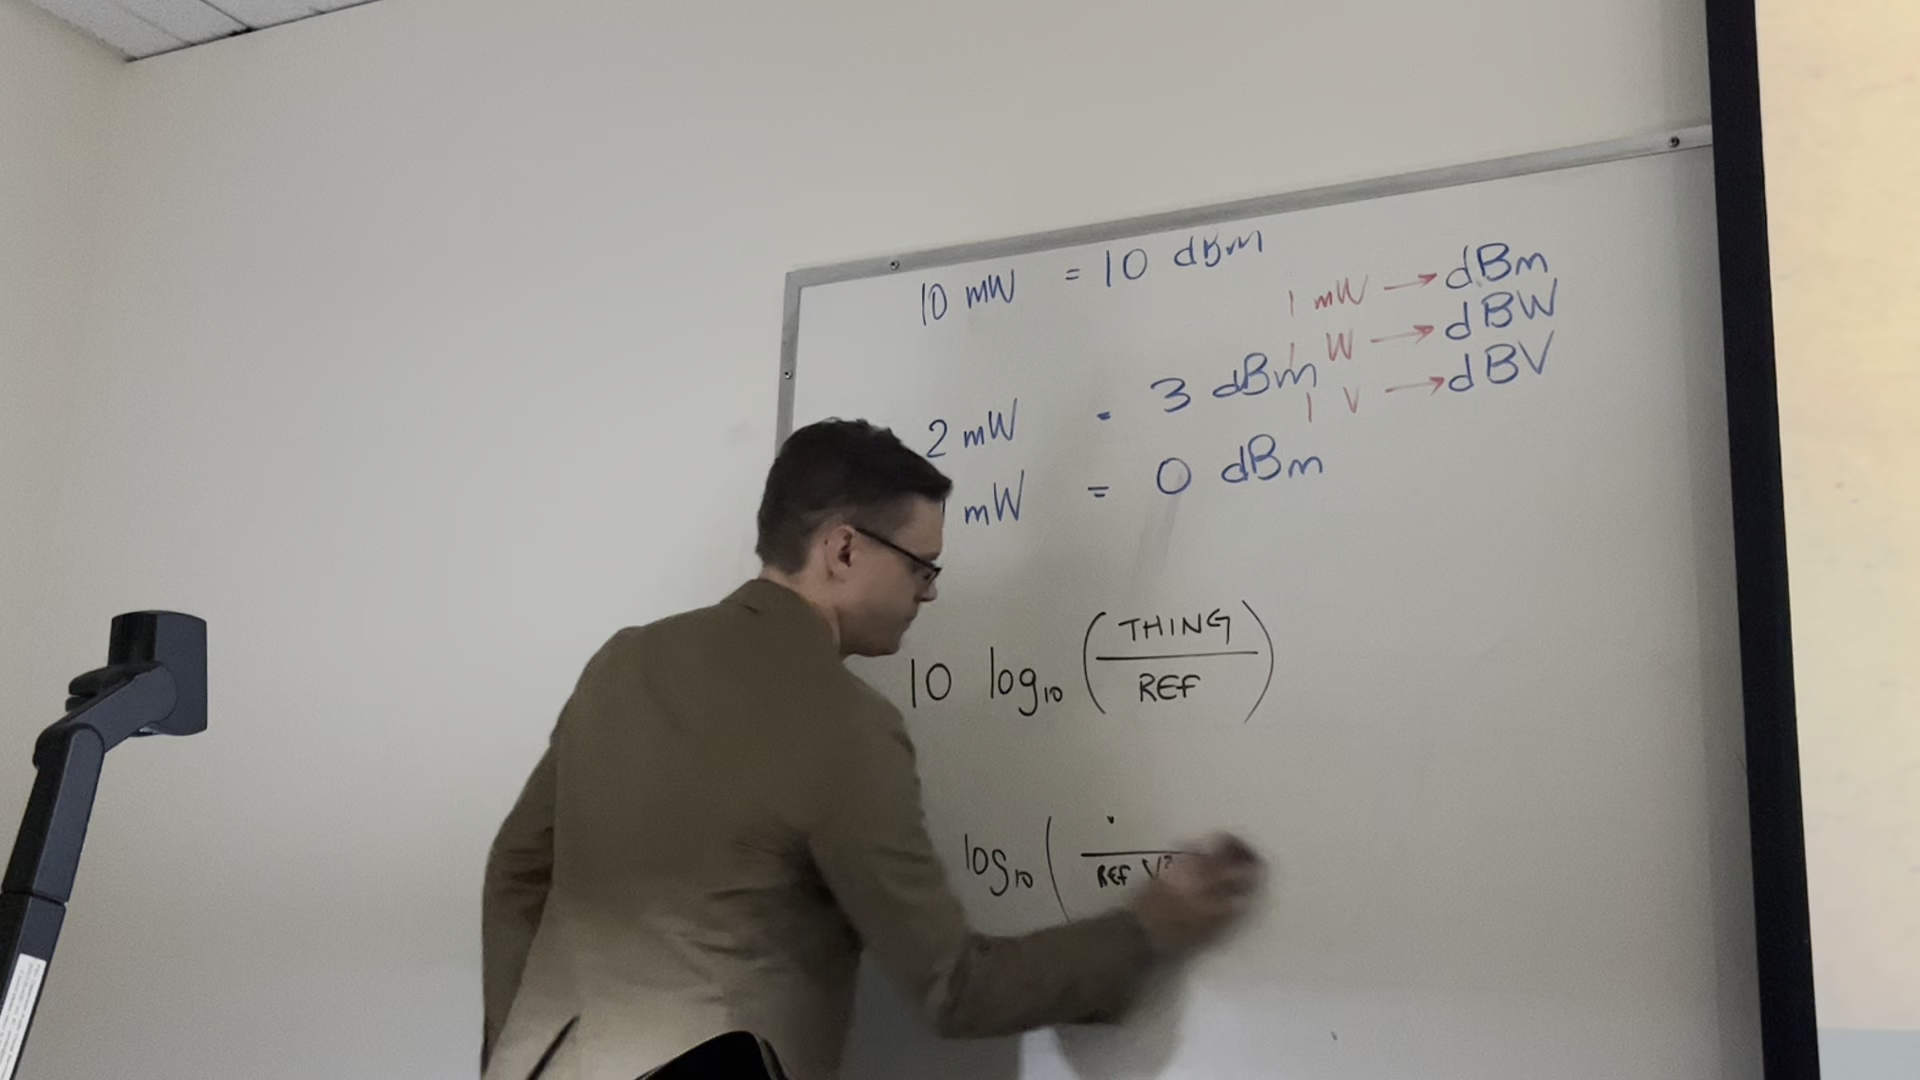 10 mW = 10 dBm
1 mW → dBm
1 W → dBW
1 V → dBV
2 mW = 3 dBm
mW = 0 dBm
10 log10 (THING / REF)
log10 ( / REF V²